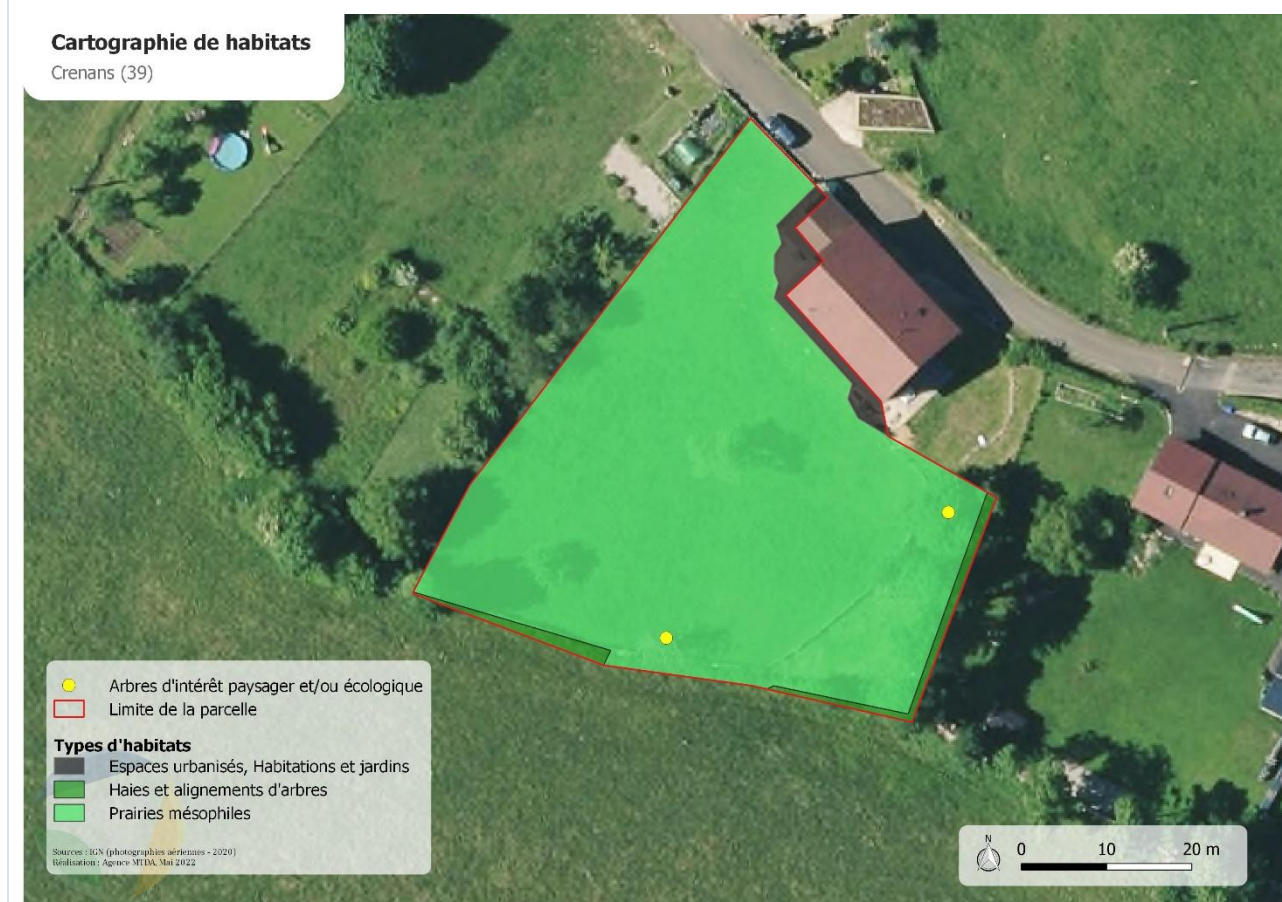 Cartographie de habitats
Crenans (39)
Arbres d'intérêt paysager et/ou écologique
Limite de la parcelle
Types d'habitats
Espaces urbanisés, Habitations et jardins
Haies et alignements d'arbres
Prairies mésophiles
Sources : IGN (photographies aériennes - 2020)
Réalisation : Agence MTDA, Mai 2022
N
0 10 20 m